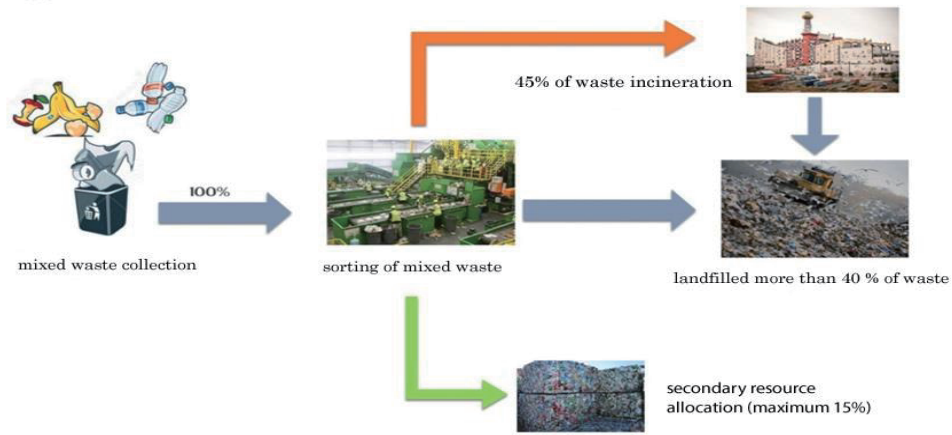 45% of waste incineration
100%
mixed waste collection
sorting of mixed waste
landfilled more than 40 % of waste
secondary resource
allocation (maximum 15%)